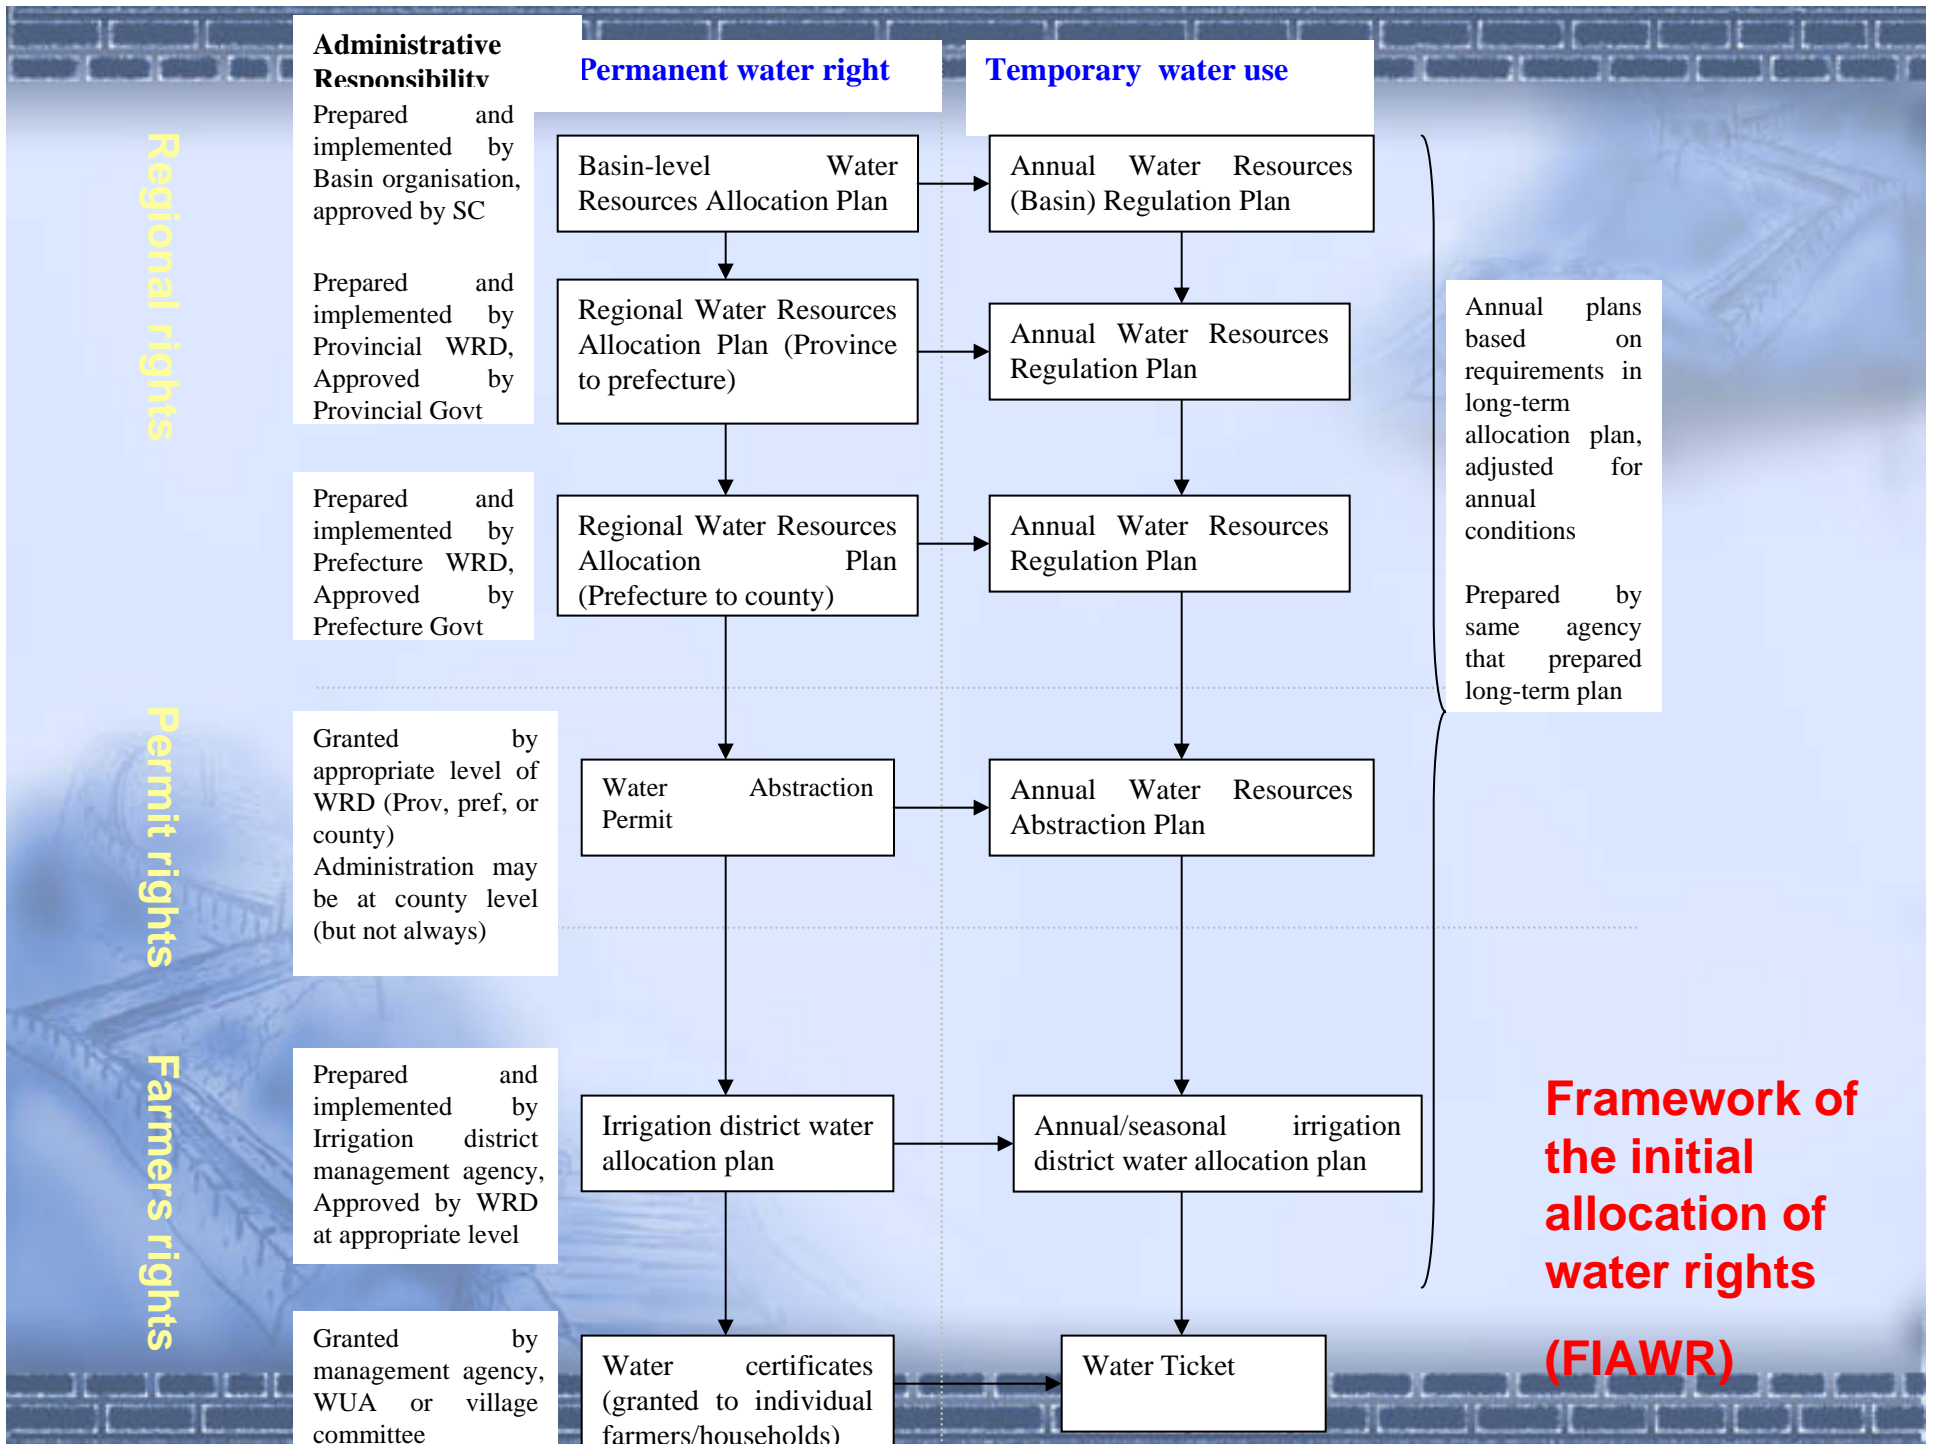 Administrative
Responsibility
Permanent water right
Temporary water use
Regional rights
Prepared and
implemented by
Basin organisation,
approved by SC
Basin-level Water
Resources Allocation Plan
Annual Water Resources
(Basin) Regulation Plan
Prepared and
implemented by
Provincial WRD,
Approved by
Provincial Govt
Regional Water Resources
Allocation Plan (Province
to prefecture)
Annual Water Resources
Regulation Plan
Prepared and
implemented by
Prefecture WRD,
Approved by
Prefecture Govt
Regional Water Resources
Allocation Plan
(Prefecture to county)
Annual Water Resources
Regulation Plan
Annual plans
based on
requirements in
long-term
allocation plan,
adjusted for
annual
conditions
Prepared by
same agency
that prepared
long-term plan
Permit rights
Granted by
appropriate level of
WRD (Prov, pref, or
county)
Administration may
be at county level
(but not always)
Water Abstraction
Permit
Annual Water Resources
Abstraction Plan
Farmers rights
Prepared and
implemented by
Irrigation district
management agency,
Approved by WRD
at appropriate level
Irrigation district water
allocation plan
Annual/seasonal irrigation
district water allocation plan
Granted by
management agency,
WUA or village
committee
Water certificates
(granted to individual
farmers/households)
Water Ticket
Framework of
the initial
allocation of
water rights
(FIAWR)